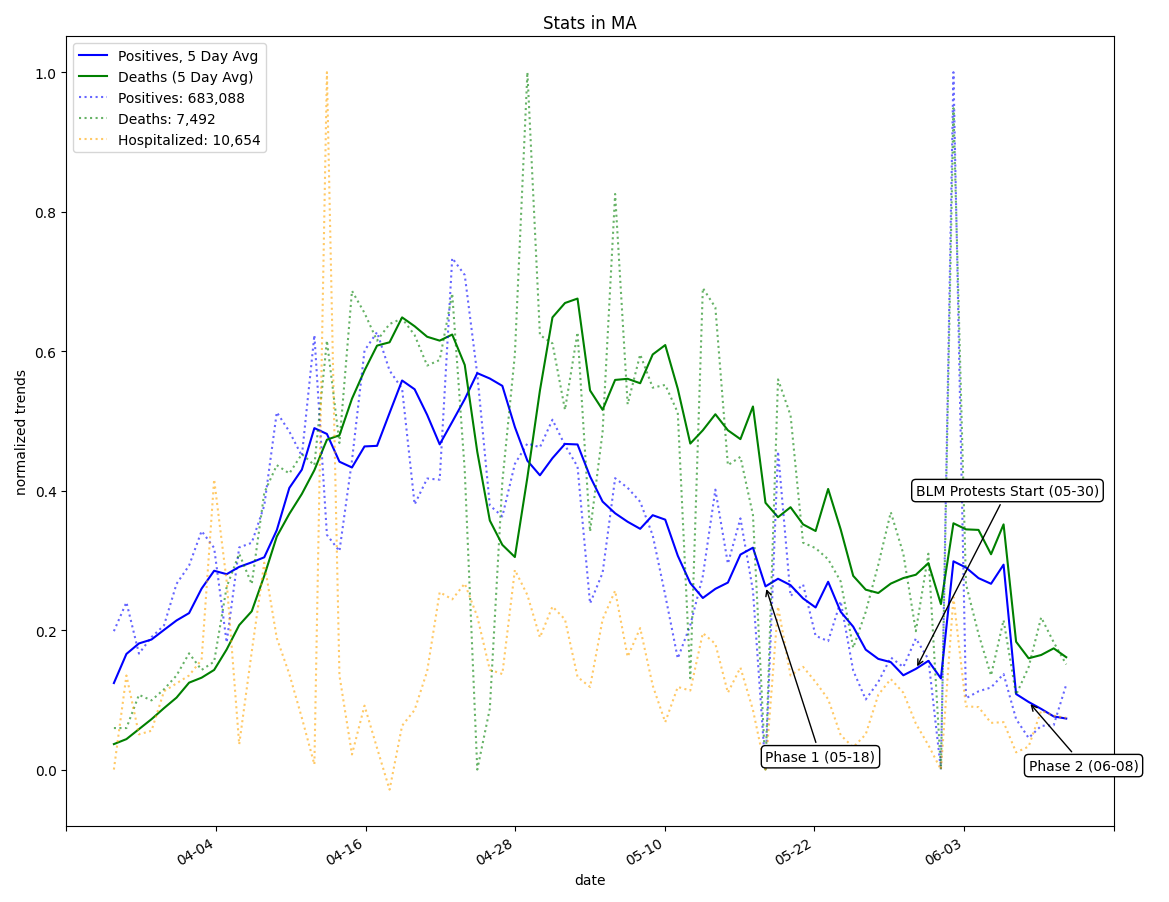 Stats in MA
Positives, 5 Day Avg
Deaths (5 Day Avg)
Positives: 683,088
Deaths: 7,492
Hospitalized: 10,654
1.0
0.8
0.6
0.4
0.2
0.0
normalized trends
BLM Protests Start (05-30)
Phase 1 (05-18)
Phase 2 (06-08)
04-04
04-16
04-28
05-10
05-22
06-03
date